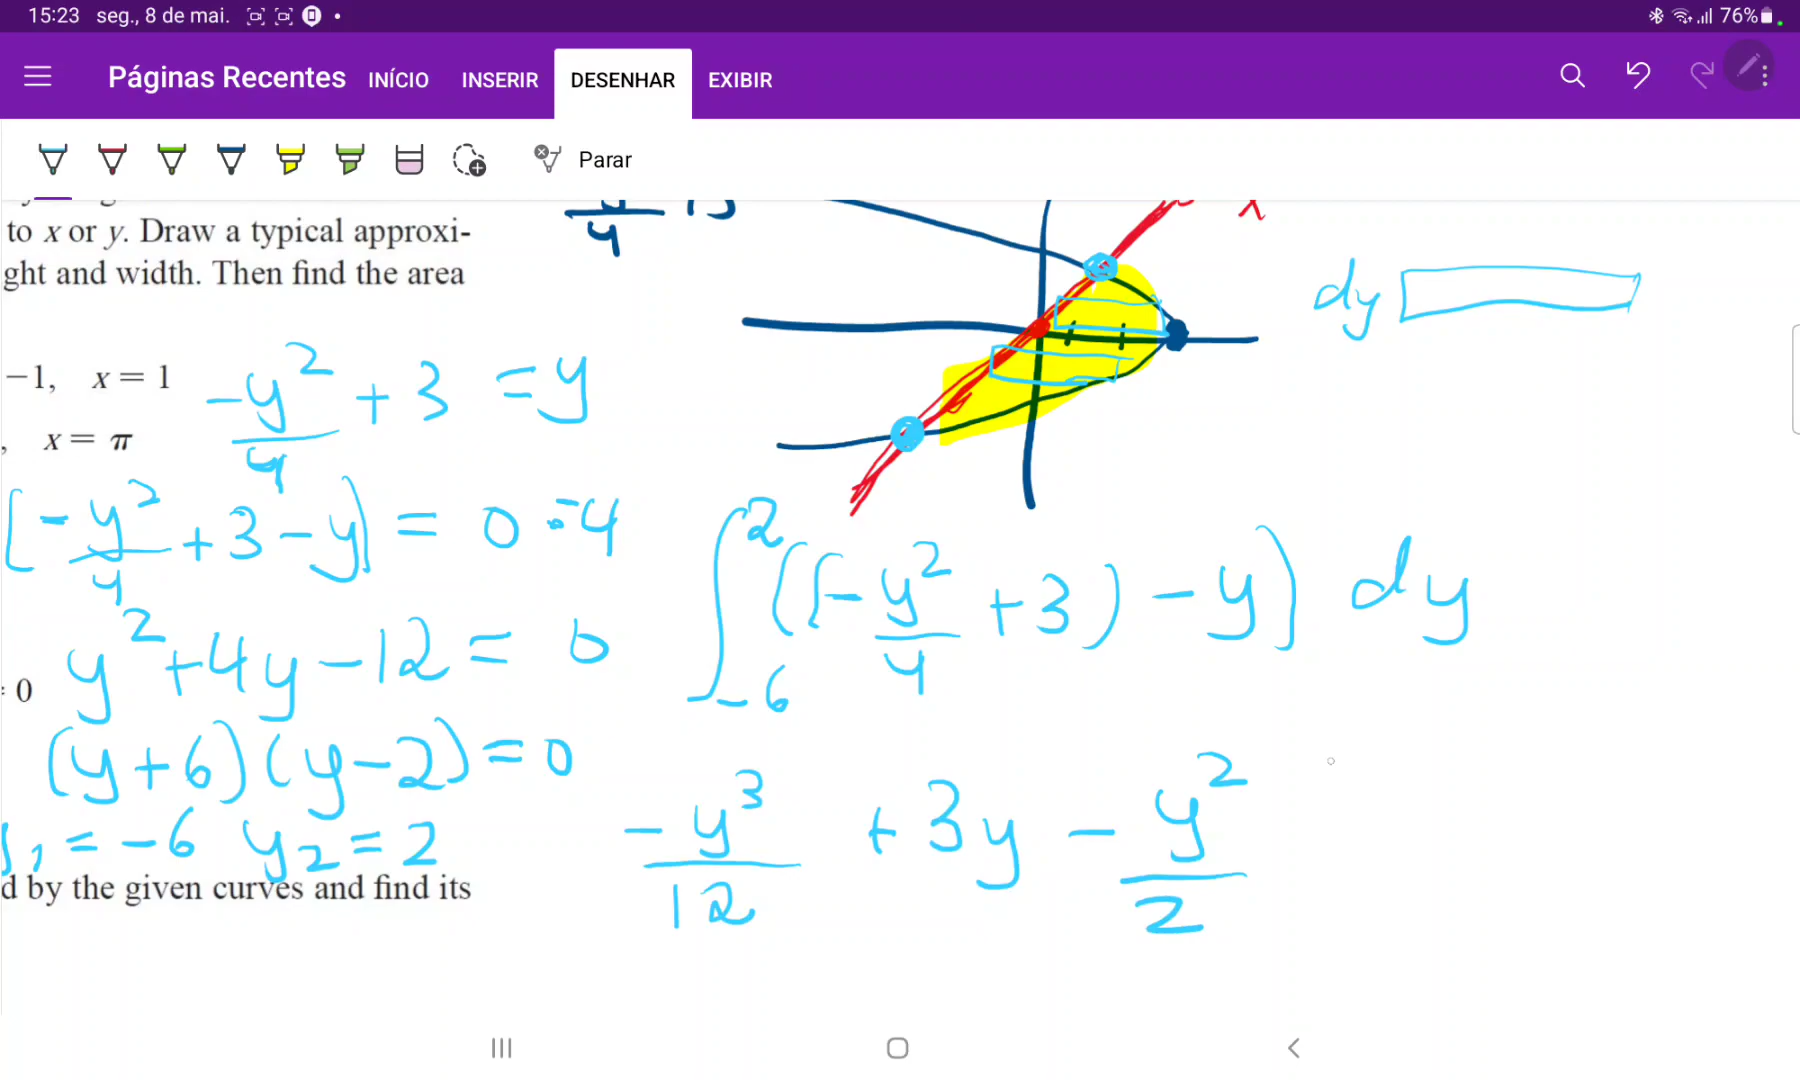 15:23 seg., 8 de mai. 76%
Páginas Recentes INÍCIO INSERIR DESENHAR EXIBIR
Parar
to x or y. Draw a typical approxi-
ght and width. Then find the area
4
x
dy
−1, x = 1
, x = π
-y²/4 + 3 = y
[-y²/4 + 3 - y] = 0 · -4
y² + 4y - 12 = 0
= 0
(y+6)(y-2) = 0
y₁ = -6 y₂ = 2
d by the given curves and find its
∫₋₆² ((-y²/4 + 3) - y) dy
-y³/12 + 3y - y²/2